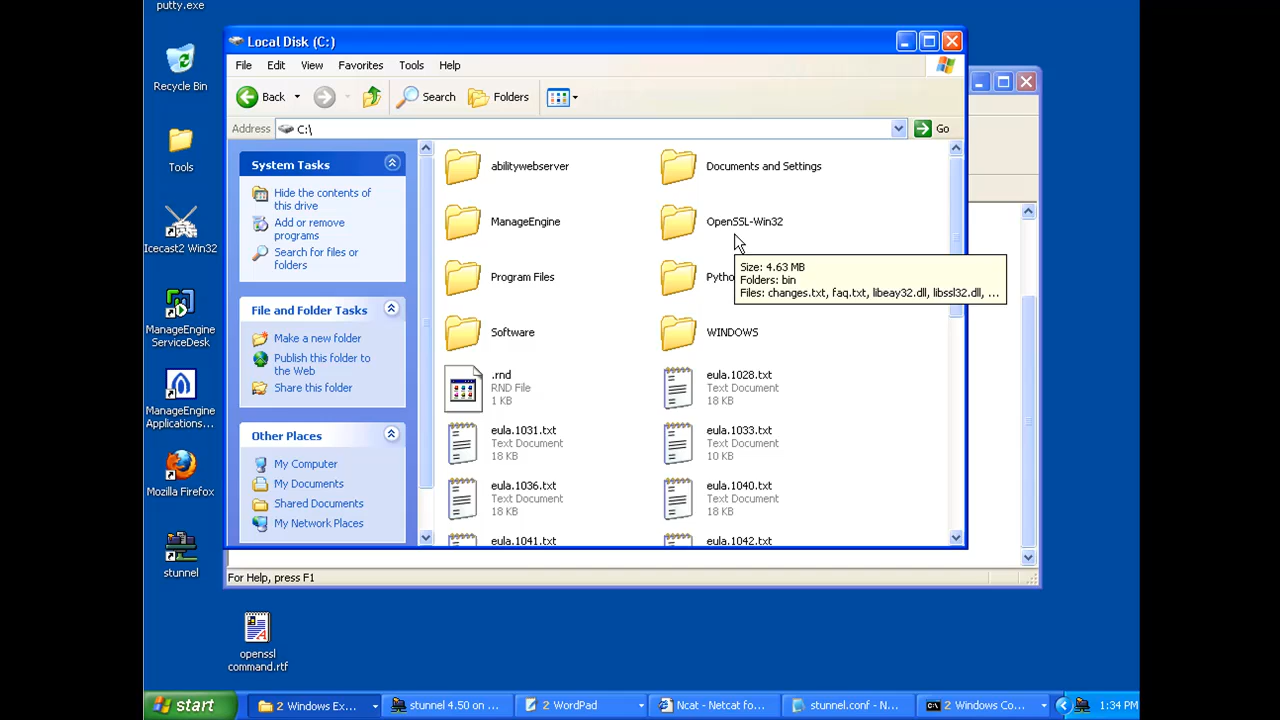 putty.exe
Recycle Bin
Tools
Icecast2 Win32
ManageEngine
ServiceDesk
ManageEngine
Applications...
Mozilla Firefox
stunnel
openssl
command.rtf
Local Disk (C:)
File Edit View Favorites Tools Help
Back Search Folders
Address C:\ Go
System Tasks
Hide the contents of
this drive
Add or remove
programs
Search for files or
folders
File and Folder Tasks
Make a new folder
Publish this folder to
the Web
Share this folder
Other Places
My Computer
My Documents
Shared Documents
My Network Places
abilitywebserver
Documents and Settings
ManageEngine
OpenSSL-Win32
Program Files
Pytho
Size: 4.63 MB
Folders: bin
Files: changes.txt, faq.txt, libeay32.dll, libssl32.dll, ...
Software
WINDOWS
.rnd
RND File
1 KB
eula.1028.txt
Text Document
18 KB
eula.1031.txt
Text Document
18 KB
eula.1033.txt
Text Document
10 KB
eula.1036.txt
Text Document
18 KB
eula.1040.txt
Text Document
18 KB
eula.1041.txt
eula.1042.txt
For Help, press F1
start
2 Windows Ex...
stunnel 4.50 on ...
2 WordPad
Ncat - Netcat fo...
stunnel.conf - N...
2 Windows Co...
1:34 PM